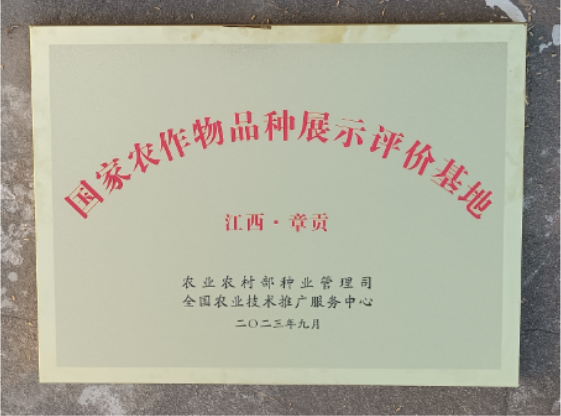 国家农作物品种展示评价基地
江西·章贡
农业农村部种业管理司
全国农业技术推广服务中心
二〇二三年九月